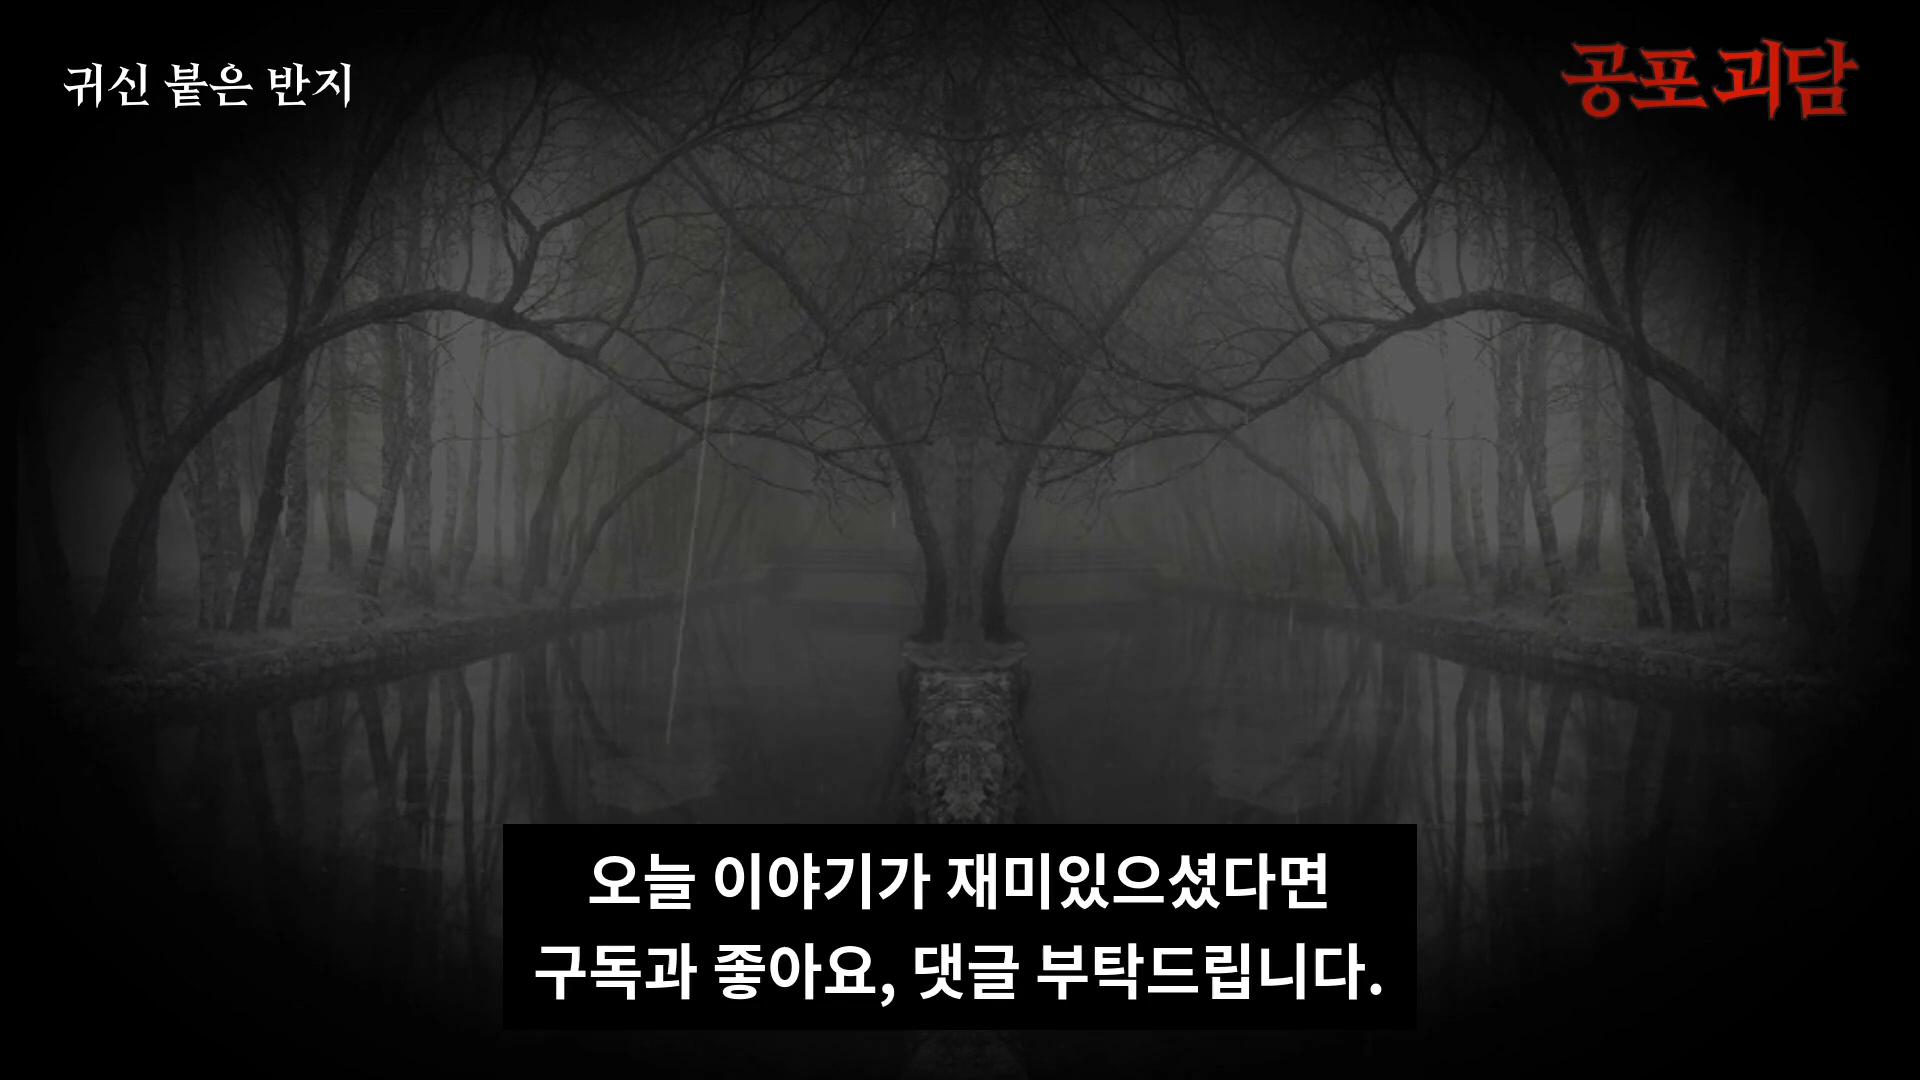 귀신 붙은 반지
공포 괴담
오늘 이야기가 재미있으셨다면
구독과 좋아요, 댓글 부탁드립니다.